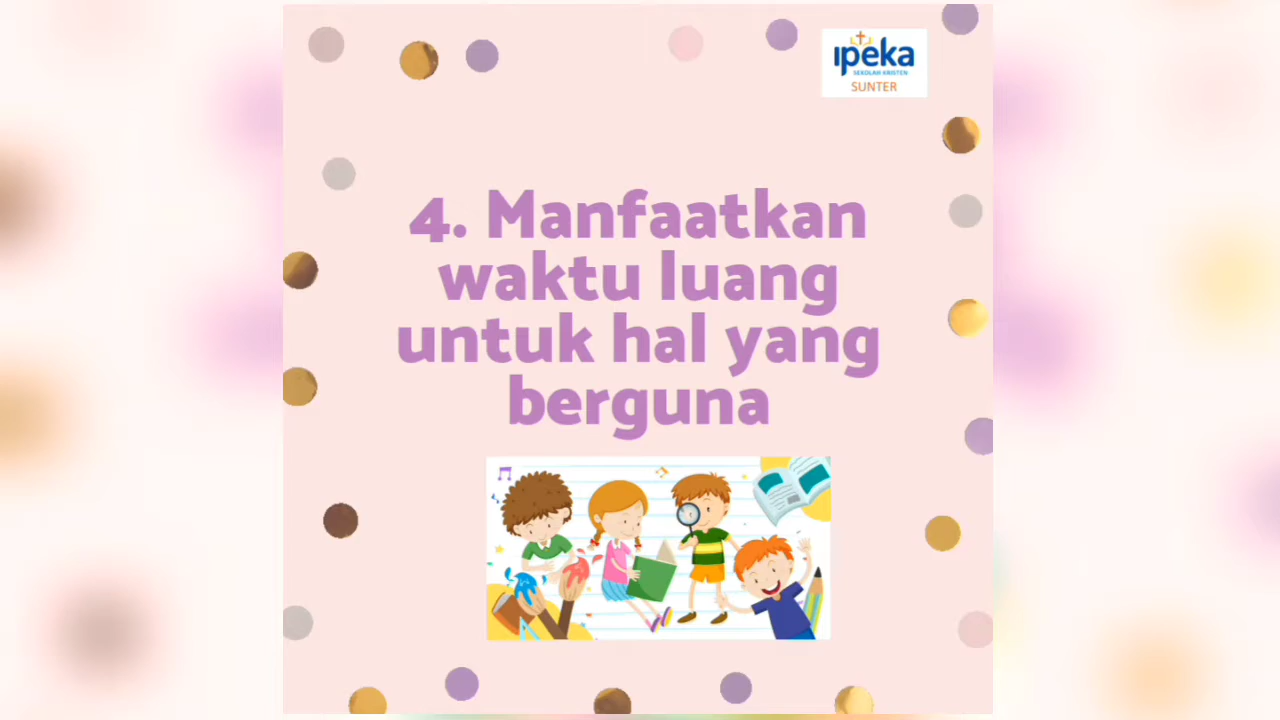 ipeka
SEKOLAH KRISTEN
SUNTER
4. Manfaatkan
waktu luang
untuk hal yang
berguna